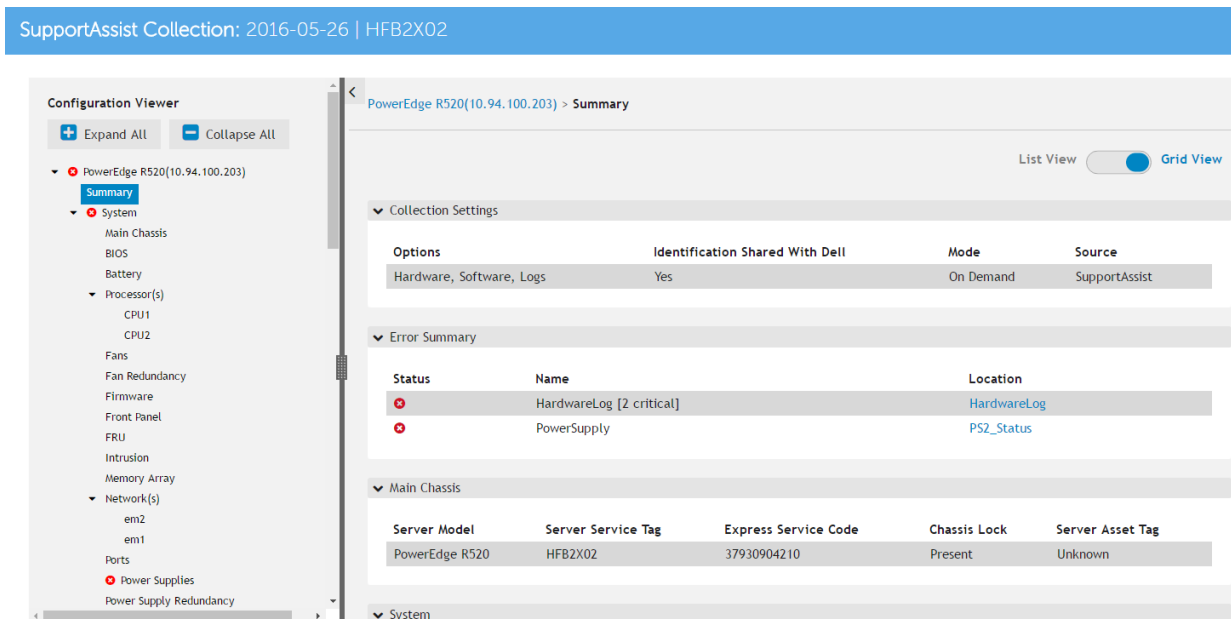 SupportAssist Collection: 2016-05-26 | HFB2X02
Configuration Viewer
Expand All Collapse All
PowerEdge R520(10.94.100.203)
Summary
System
Main Chassis
BIOS
Battery
Processor(s)
CPU1
CPU2
Fans
Fan Redundancy
Firmware
Front Panel
FRU
Intrusion
Memory Array
Network(s)
em2
em1
Ports
Power Supplies
Power Supply Redundancy
PowerEdge R520(10.94.100.203) > Summary
List View Grid View
Collection Settings
Options Identification Shared With Dell Mode Source
Hardware, Software, Logs Yes On Demand SupportAssist
Error Summary
Status Name Location
HardwareLog [2 critical] HardwareLog
PowerSupply PS2_Status
Main Chassis
Server Model Server Service Tag Express Service Code Chassis Lock Server Asset Tag
PowerEdge R520 HFB2X02 37930904210 Present Unknown
System